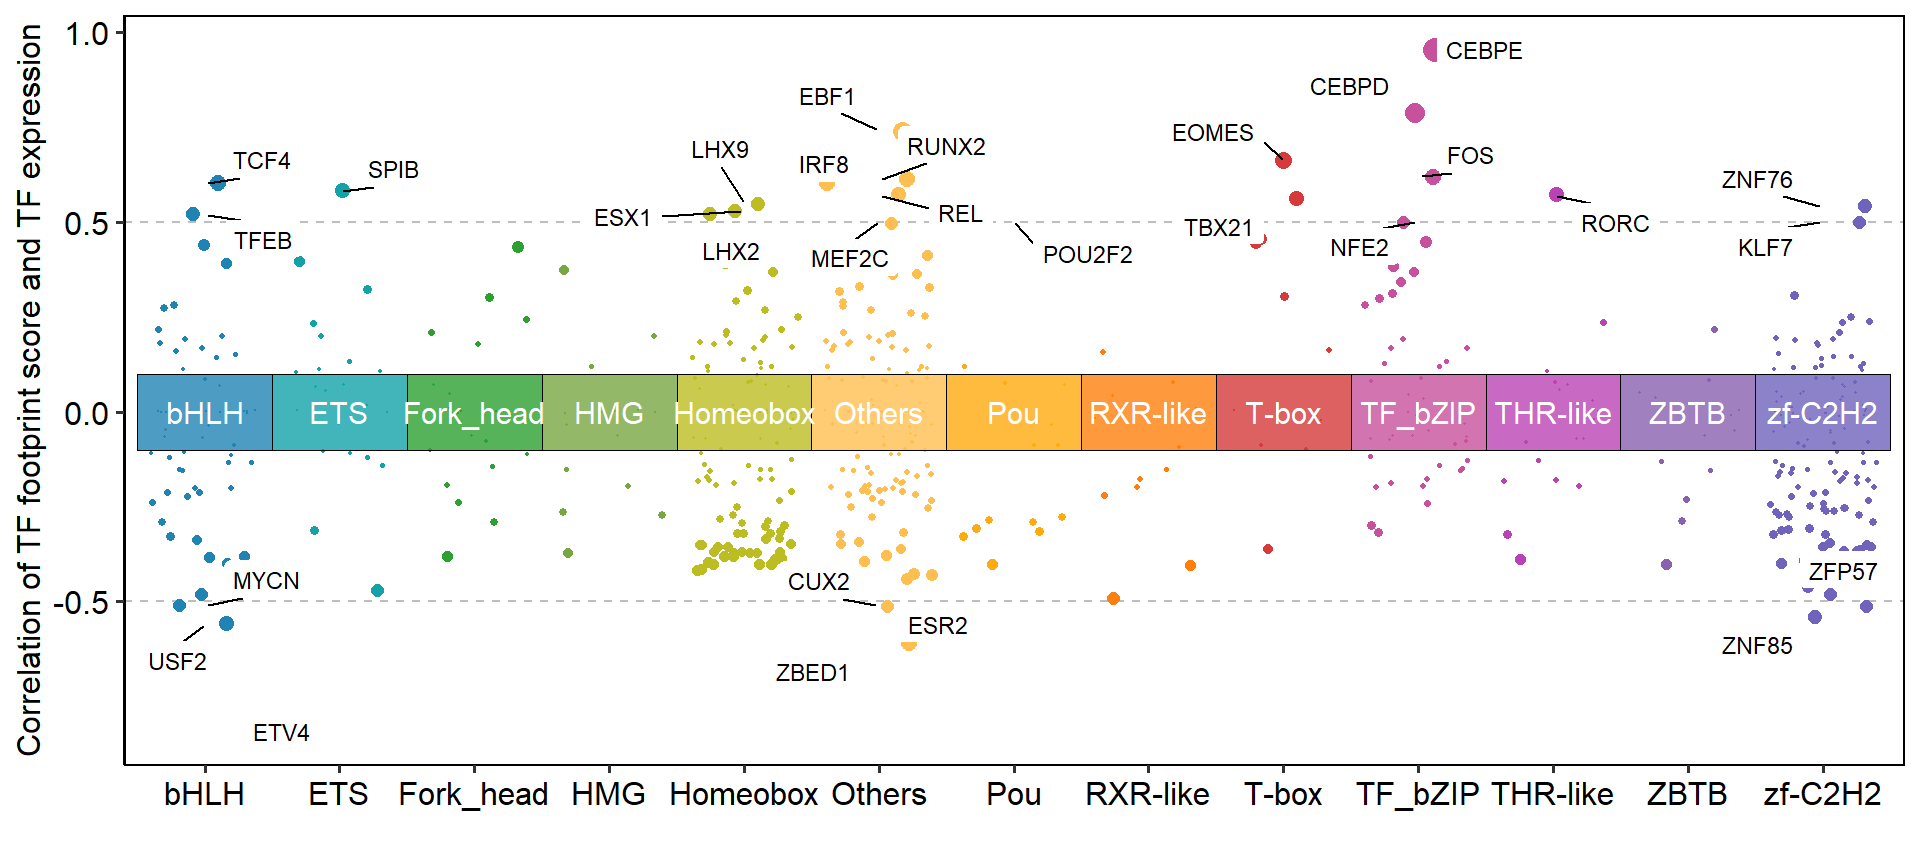 Correlation of TF footprint score and TF expression
1.0
0.5
0.0
-0.5
CEBPE
CEBPD
EBF1
EOMES
RUNX2
LHX9
TCF4
IRF8
FOS
SPIB
ZNF76
ESX1
REL
RORC
TBX21
TFEB
LHX2
MEF2C
POU2F2
NFE2
KLF7
bHLH
ETS
Fork_head
HMG
Homeobox
Others
Pou
RXR-like
T-box
TF_bZIP
THR-like
ZBTB
zf-C2H2
MYCN
CUX2
ZFP57
ESR2
USF2
ZBED1
ZNF85
ETV4
bHLH
ETS
Fork_head
HMG
Homeobox
Others
Pou
RXR-like
T-box
TF_bZIP
THR-like
ZBTB
zf-C2H2